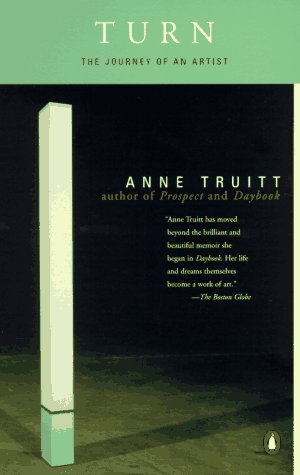 TURN
THE JOURNEY OF AN ARTIST
ANNE TRUITT
author of Prospect and Daybook
"Anne Truitt has moved
beyond the brilliant and
beautiful memoir she
began in Daybook. Her life
and dreams themselves
become a work of art."
—The Boston Globe